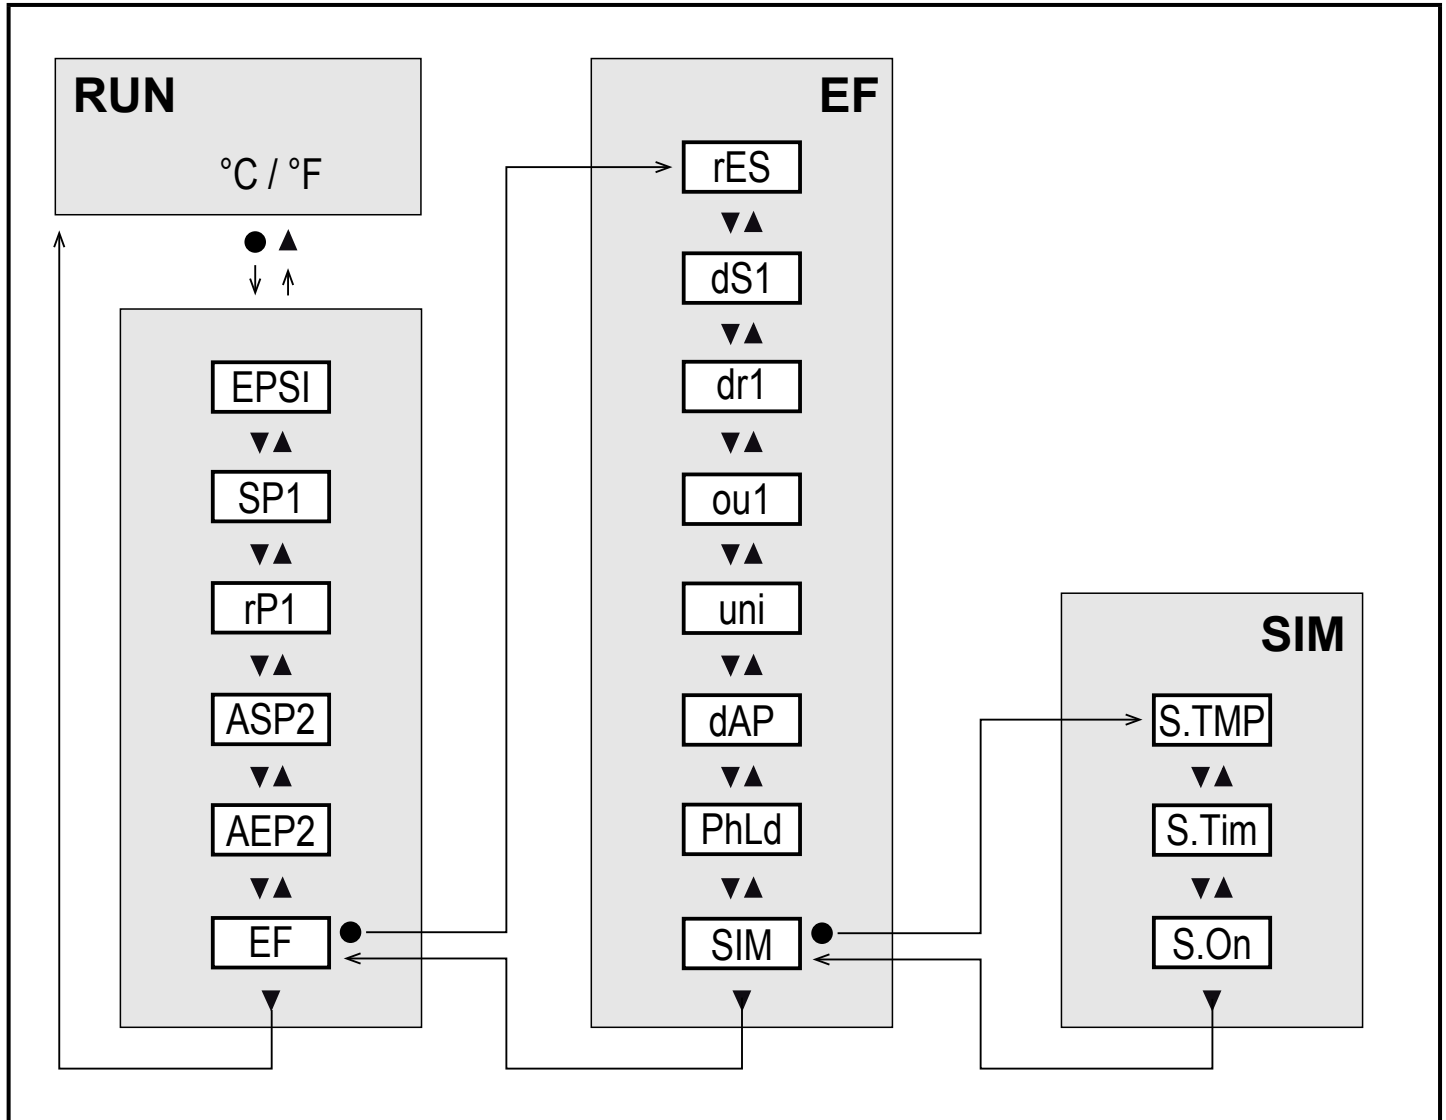 RUN
°C / °F
EPSI
SP1
rP1
ASP2
AEP2
EF
EF
rES
dS1
dr1
ou1
uni
dAP
PhLd
SIM
SIM
S.TMP
S.Tim
S.On